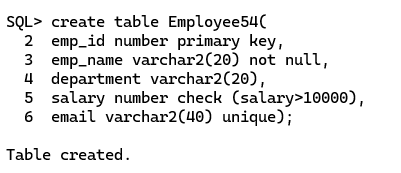 SQL> create table Employee54(
  2  emp_id number primary key,
  3  emp_name varchar2(20) not null,
  4  department varchar2(20),
  5  salary number check (salary>10000),
  6  email varchar2(40) unique);
Table created.